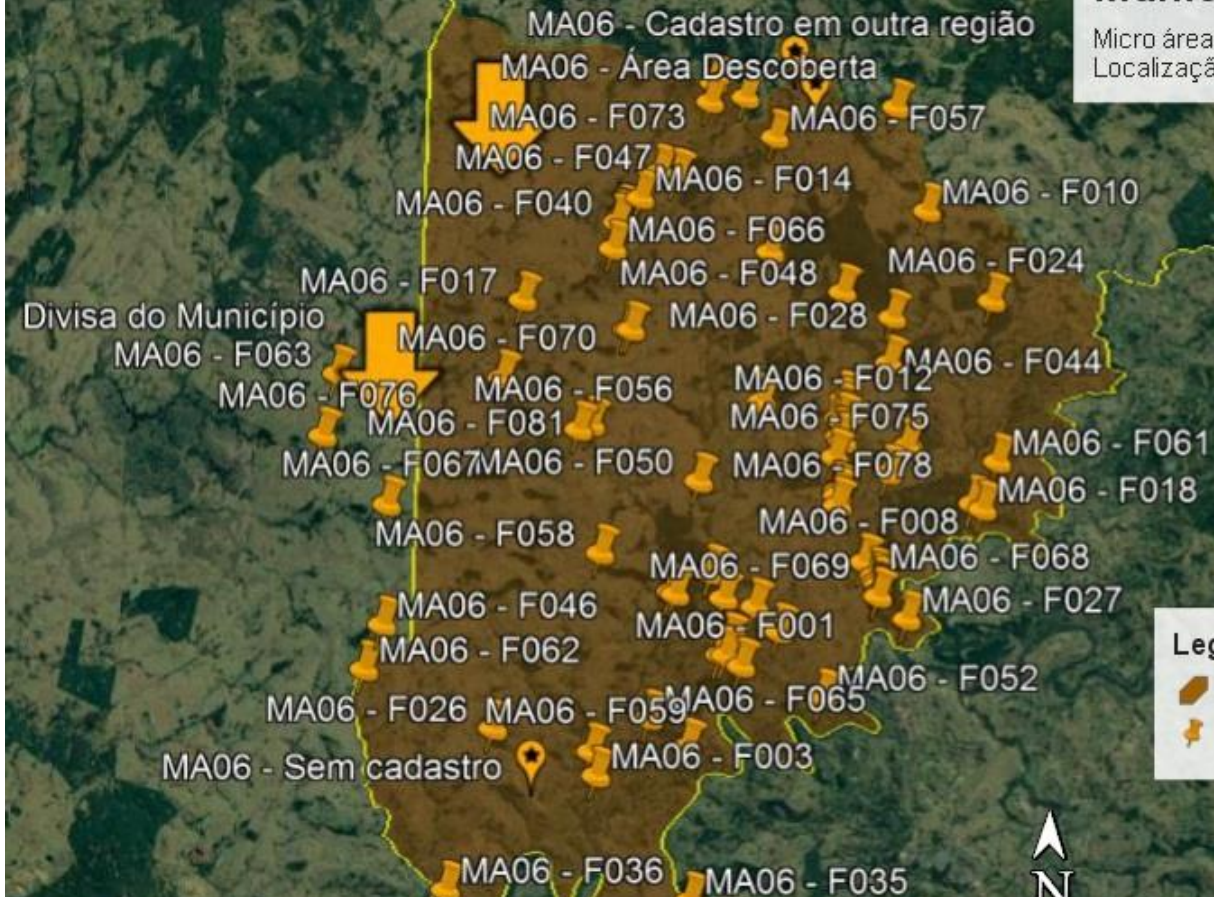 MA06 - Cadastro em outra região
Micro área
MA06 - Área Descoberta
MA06 - F073
MA06 - F057
MA06 - F047
MA06 - F014
MA06 - F040
MA06 - F010
MA06 - F066
MA06 - F024
MA06 - F017
MA06 - F048
Divisa do Município
MA06 - F028
MA06 - F070
MA06 - F063
MA06 - F044
MA06 - F012
MA06 - F076
MA06 - F056
MA06 - F081
MA06 - F075
MA06 - F061
MA06 - F067
MA06 - F050
MA06 - F078
MA06 - F018
MA06 - F058
MA06 - F008
MA06 - F069
MA06 - F068
MA06 - F046
MA06 - F027
MA06 - F001
MA06 - F062
MA06 - F052
MA06 - F026
MA06 - F059
MA06 - F065
MA06 - Sem cadastro
MA06 - F003
MA06 - F036
MA06 - F035
N